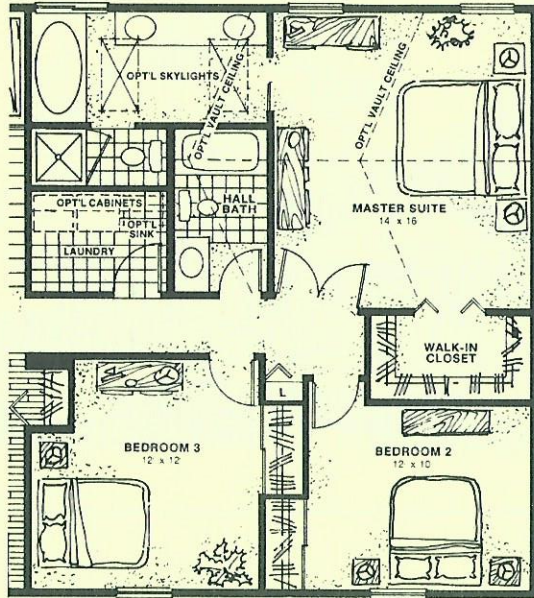 OPT'L SKYLIGHTS
OPT'L VAULT CEILING
OPT'L VAULT CEILING
OPT'L CABINETS
OPT'L
SINK
LAUNDRY
HALL
BATH
MASTER SUITE
14 x 16
WALK-IN
CLOSET
L
BEDROOM 3
12 x 12
BEDROOM 2
12 x 10